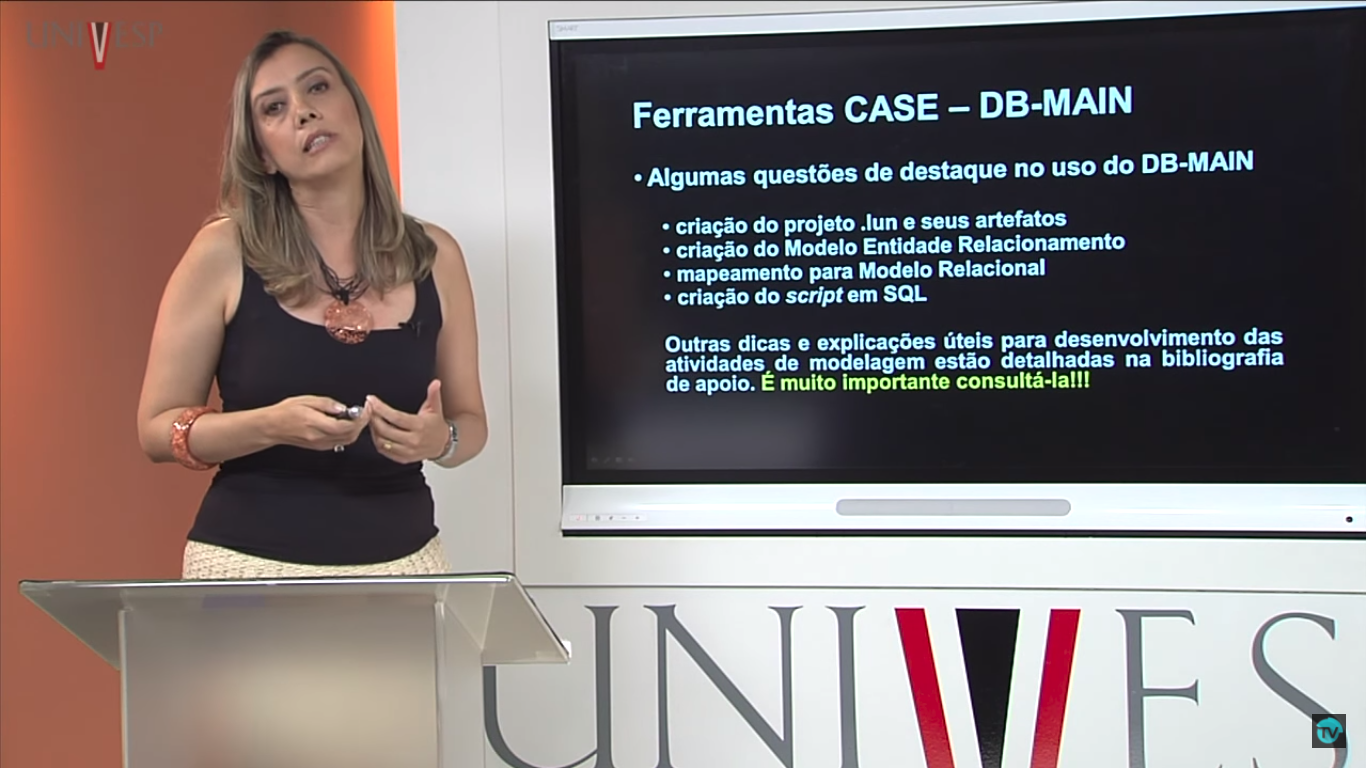 UNIVESP
SMART
Ferramentas CASE – DB-MAIN
• Algumas questões de destaque no uso do DB-MAIN
• criação do projeto .lun e seus artefatos
• criação do Modelo Entidade Relacionamento
• mapeamento para Modelo Relacional
• criação do script em SQL
Outras dicas e explicações úteis para desenvolvimento das
atividades de modelagem estão detalhadas na bibliografia
de apoio. É muito importante consultá-la!!!
UNIVES
TV